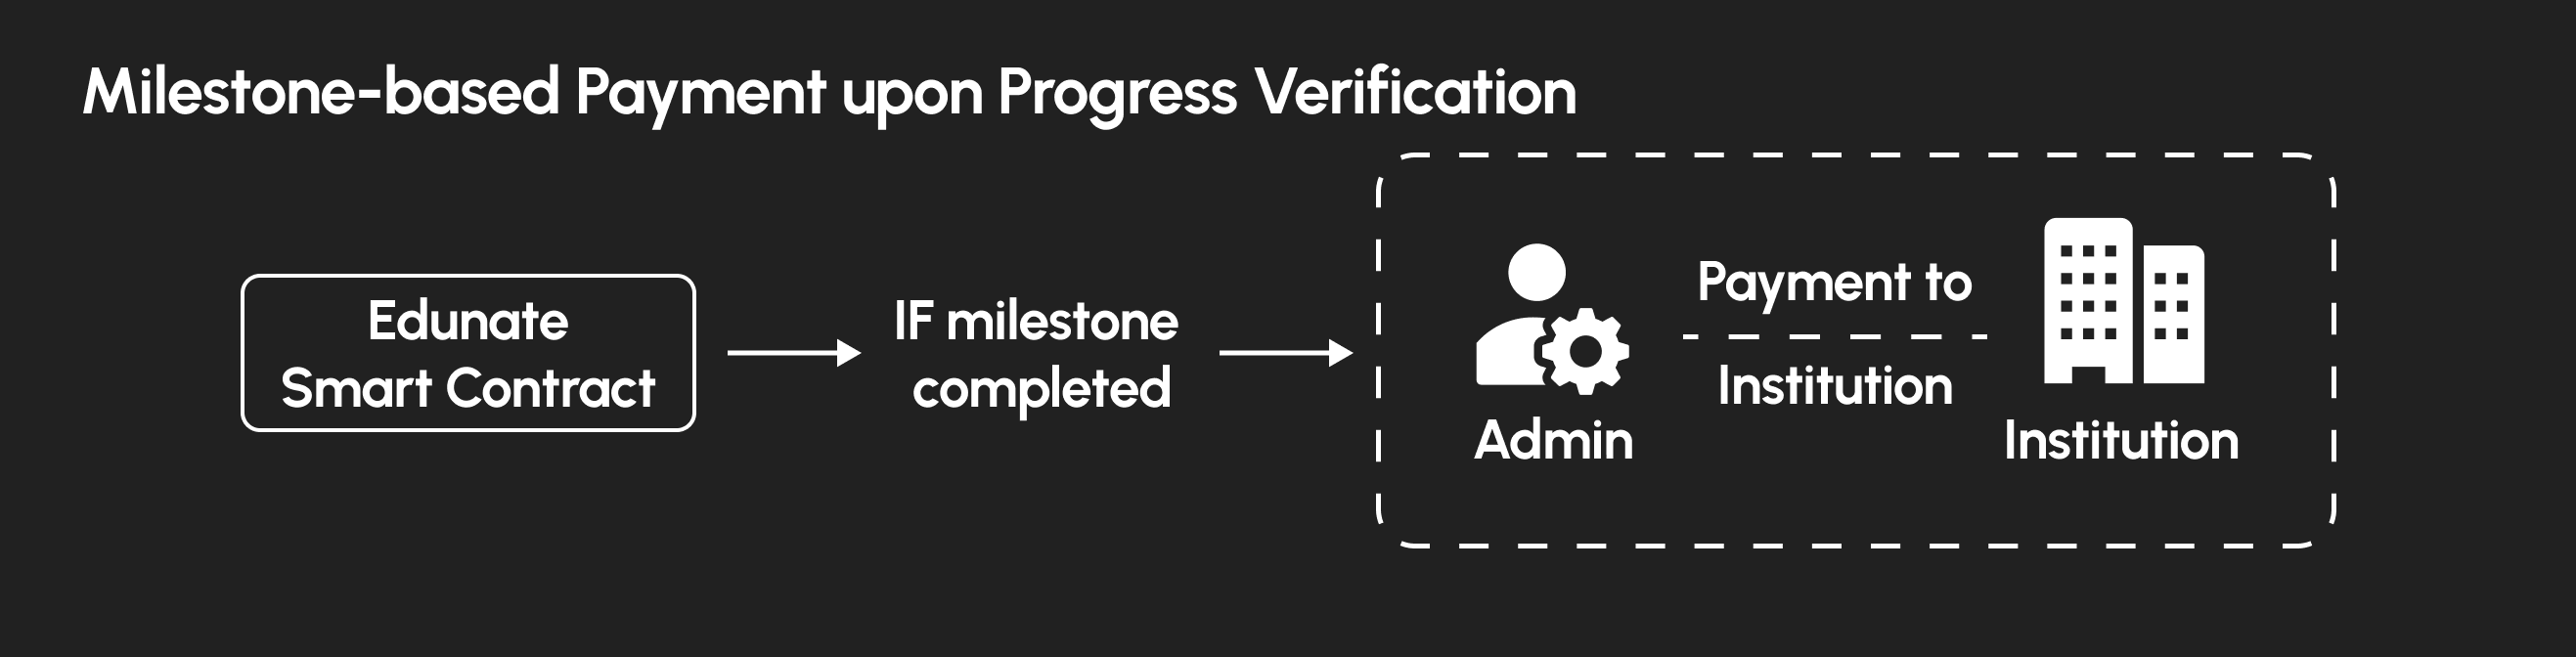 Milestone-based Payment upon Progress Verification
Edunate
Smart Contract
IF milestone
completed
Admin
Payment to
Institution
Institution